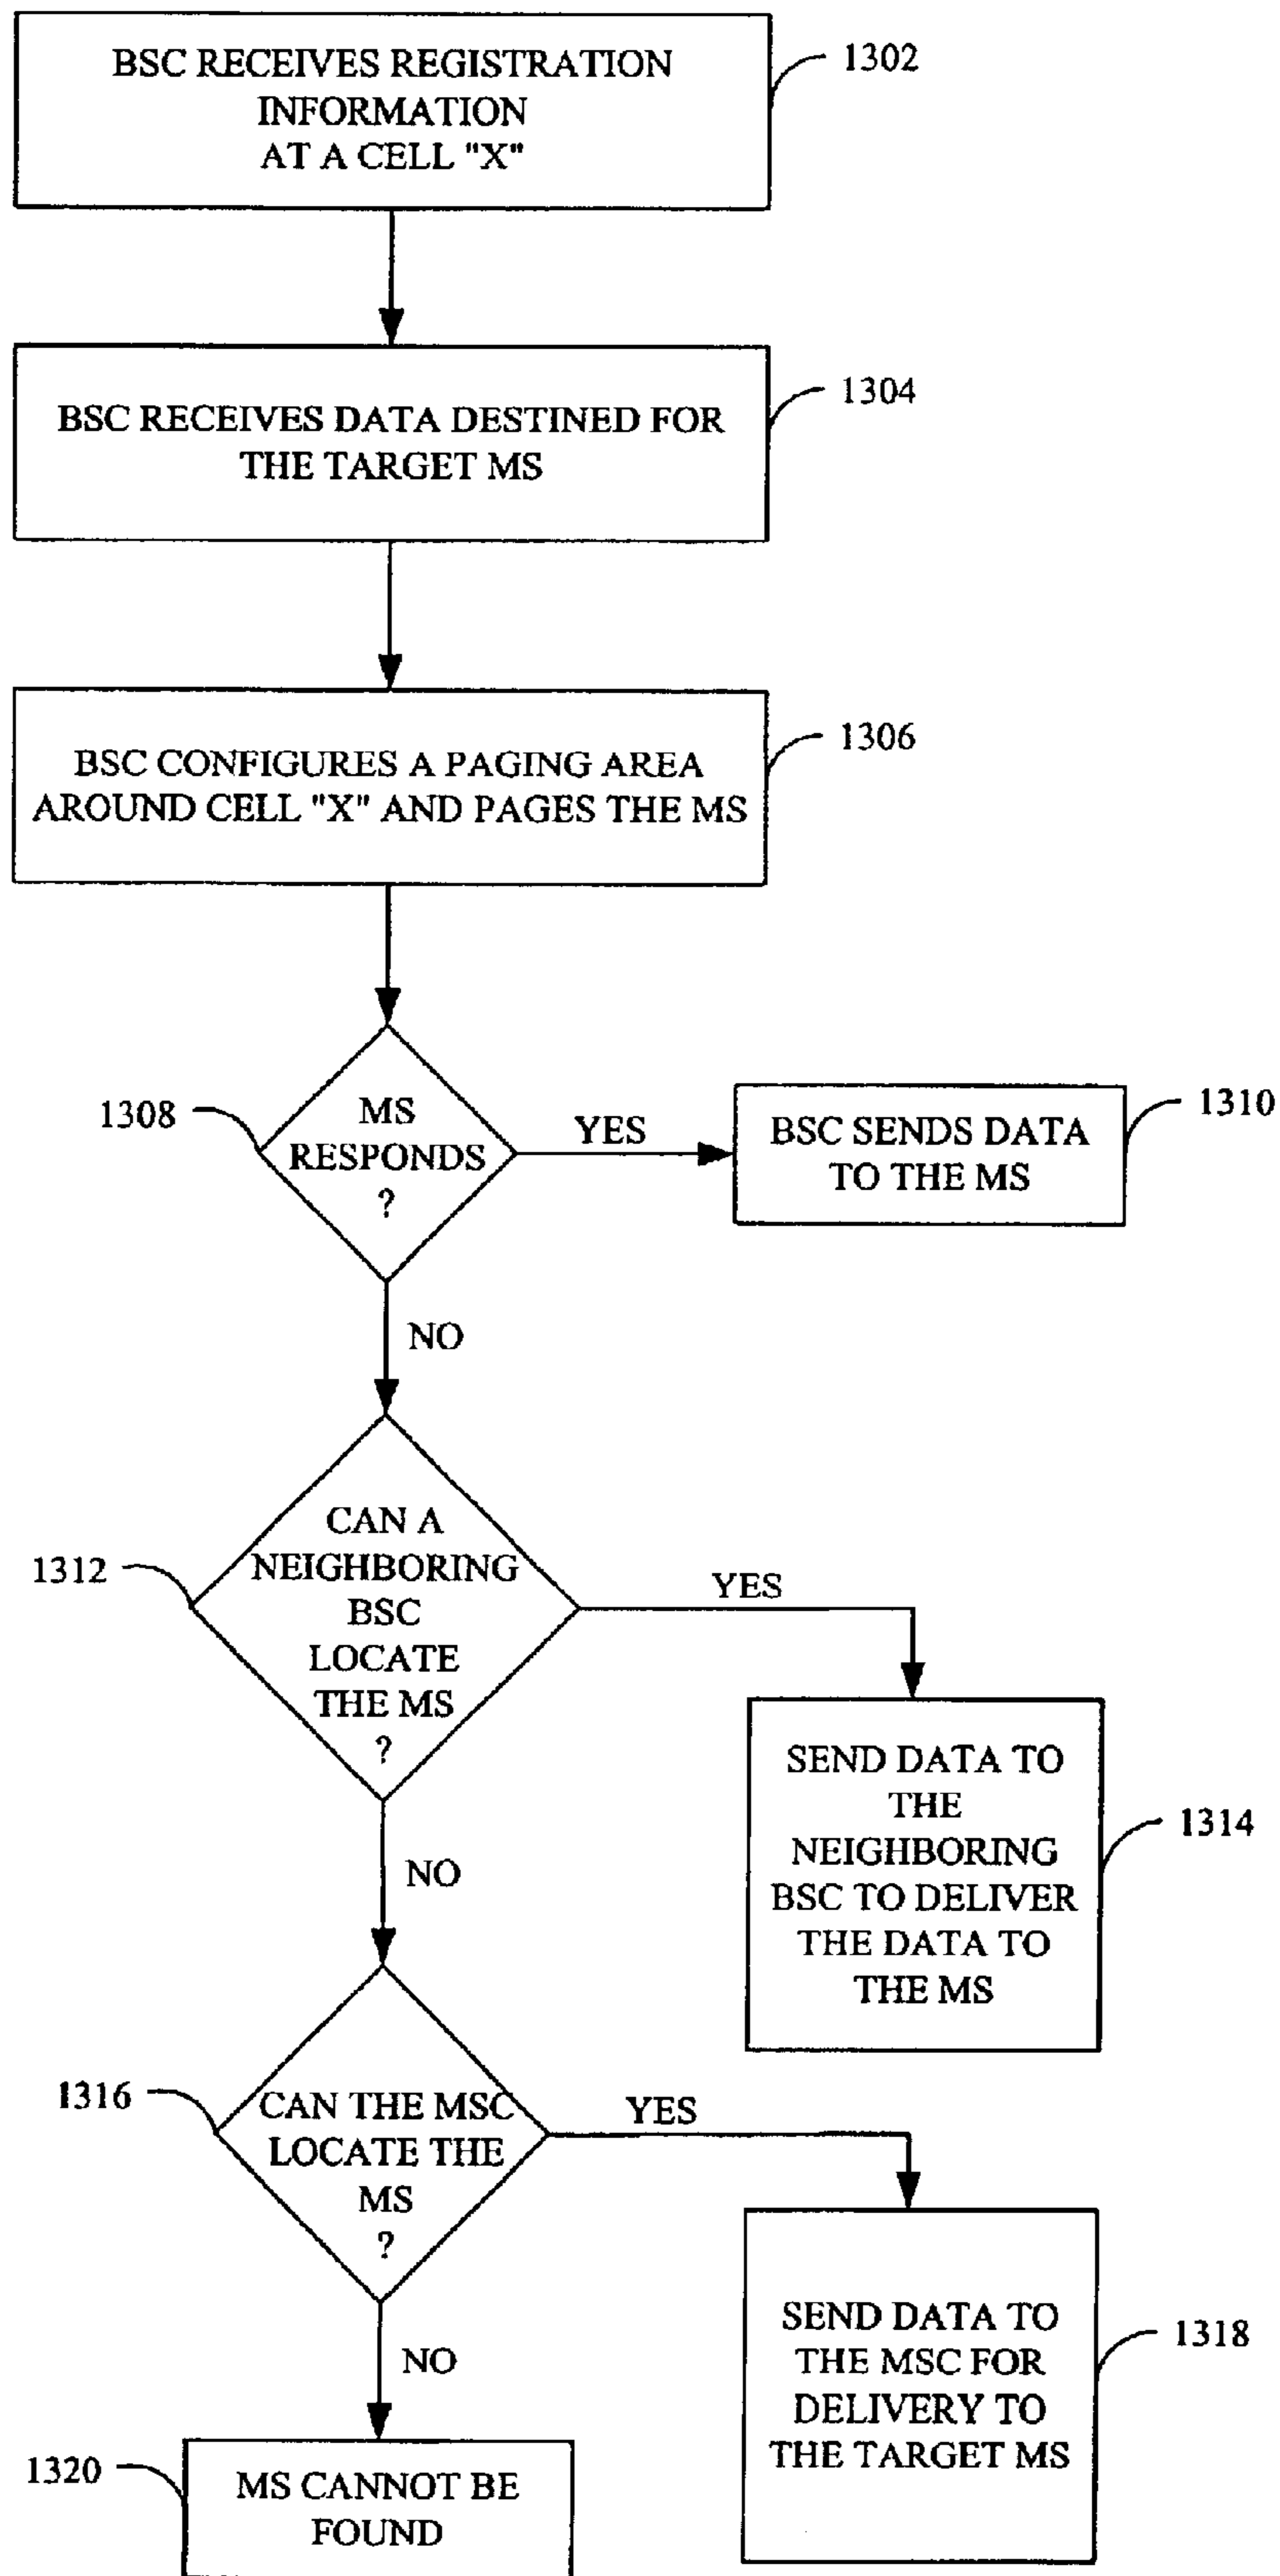 BSC RECEIVES REGISTRATION
INFORMATION
AT A CELL "X"
1302
BSC RECEIVES DATA DESTINED FOR
THE TARGET MS
1304
BSC CONFIGURES A PAGING AREA
AROUND CELL "X" AND PAGES THE MS
1306
1308
MS
RESPONDS
?
YES
BSC SENDS DATA
TO THE MS
1310
NO
1312
CAN A
NEIGHBORING
BSC
LOCATE
THE MS
?
YES
SEND DATA TO
THE
NEIGHBORING
BSC TO DELIVER
THE DATA TO
THE MS
1314
NO
1316
CAN THE MSC
LOCATE THE
MS
?
YES
SEND DATA TO
THE MSC FOR
DELIVERY TO
THE TARGET MS
1318
NO
1320
MS CANNOT BE
FOUND